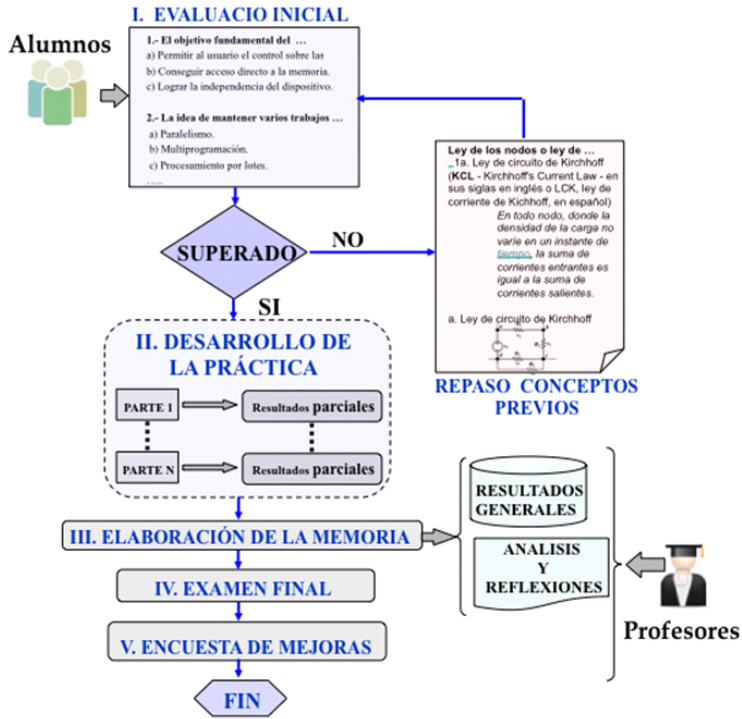 I. EVALUACIO INICIAL
Alumnos
1.- El objetivo fundamental del …
a) Permitir al usuario el control sobre las
b) Conseguir acceso directo a la memoria.
c) Lograr la independencia del dispositivo.
2.- La idea de mantener varios trabajos …
a) Paralelismo.
b) Multiprogramación.
c) Procesamiento por lotes.
.....
SUPERADO
NO
SI
Ley de los nodos o ley de …
1a. Ley de circuito de Kirchhoff
(KCL - Kirchhoff's Current Law - en
sus siglas en inglés o LCK, ley de
corriente de Kichhoff, en español)
En todo nodo, donde la
densidad de la carga no
varíe en un instante de
tiempo, la suma de
corrientes entrantes es
igual a la suma de
corrientes salientes.
a. Ley de circuito de Kirchhoff
REPASO CONCEPTOS
PREVIOS
II. DESARROLLO DE
LA PRÁCTICA
PARTE 1
Resultados parciales
PARTE N
Resultados parciales
III. ELABORACIÓN DE LA MEMORIA
RESULTADOS
GENERALES
ANALISIS
Y
REFLEXIONES
Profesores
IV. EXAMEN FINAL
V. ENCUESTA DE MEJORAS
FIN